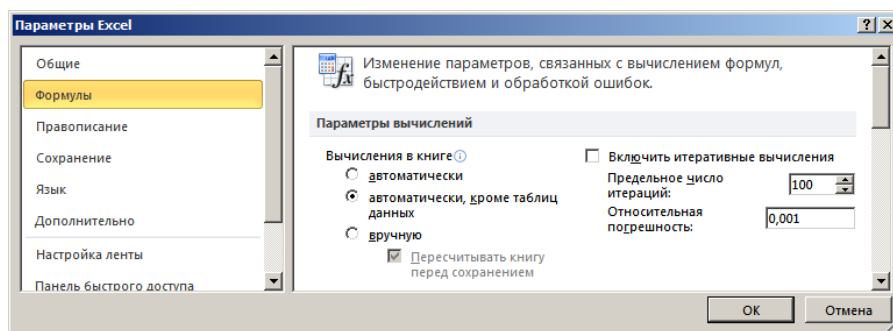 Параметры Excel
Общие
Формулы
Правописание
Сохранение
Язык
Дополнительно
Настройка ленты
Панель быстрого доступа
Изменение параметров, связанных с вычислением формул,
быстродействием и обработкой ошибок.
Параметры вычислений
Вычисления в книге
автоматически
автоматически, кроме таблиц
данных
вручную
Пересчитывать книгу
перед сохранением
Включить итеративные вычисления
Предельное число
итераций:
100
Относительная
погрешность:
0,001
ОК
Отмена